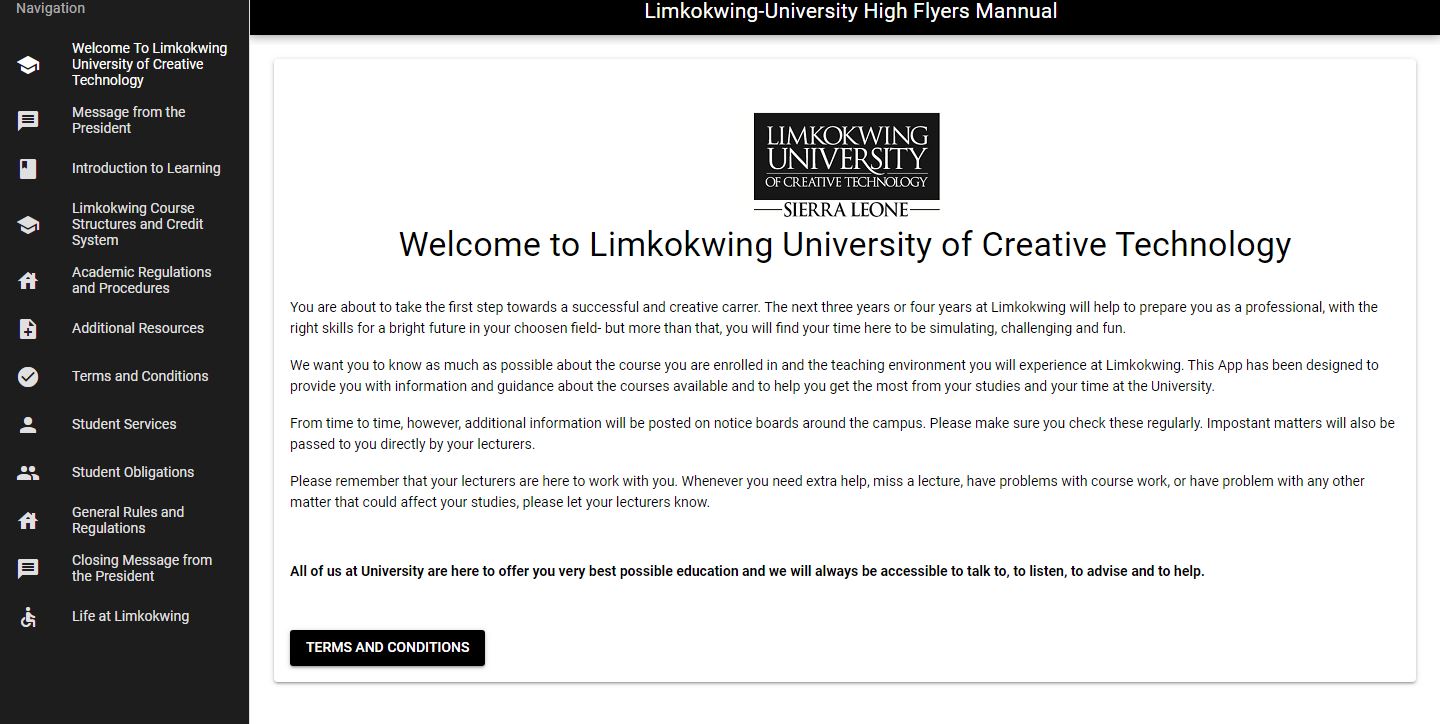 Navigation
Welcome To Limkokwing
University of Creative
Technology
Message from the
President
Introduction to Learning
Limkokwing Course
Structures and Credit
System
Academic Regulations
and Procedures
Additional Resources
Terms and Conditions
Student Services
Student Obligations
General Rules and
Regulations
Closing Message from
the President
Life at Limkokwing
Limkokwing-University High Flyers Mannual
LIMKOKWING
UNIVERSITY
OF CREATIVE TECHNOLOGY
SIERRA LEONE
Welcome to Limkokwing University of Creative Technology
You are about to take the first step towards a successful and creative carrer. The next three years or four years at Limkokwing will help to prepare you as a professional, with the
right skills for a bright future in your choosen field- but more than that, you will find your time here to be simulating, challenging and fun.
We want you to know as much as possible about the course you are enrolled in and the teaching environment you will experience at Limkokwing. This App has been designed to
provide you with information and guidance about the courses available and to help you get the most from your studies and your time at the University.
From time to time, however, additional information will be posted on notice boards around the campus. Please make sure you check these regularly. Impostant matters will also be
passed to you directly by your lecturers.
Please remember that your lecturers are here to work with you. Whenever you need extra help, miss a lecture, have problems with course work, or have problem with any other
matter that could affect your studies, please let your lecturers know.
All of us at University are here to offer you very best possible education and we will always be accessible to talk to, to listen, to advise and to help.
TERMS AND CONDITIONS